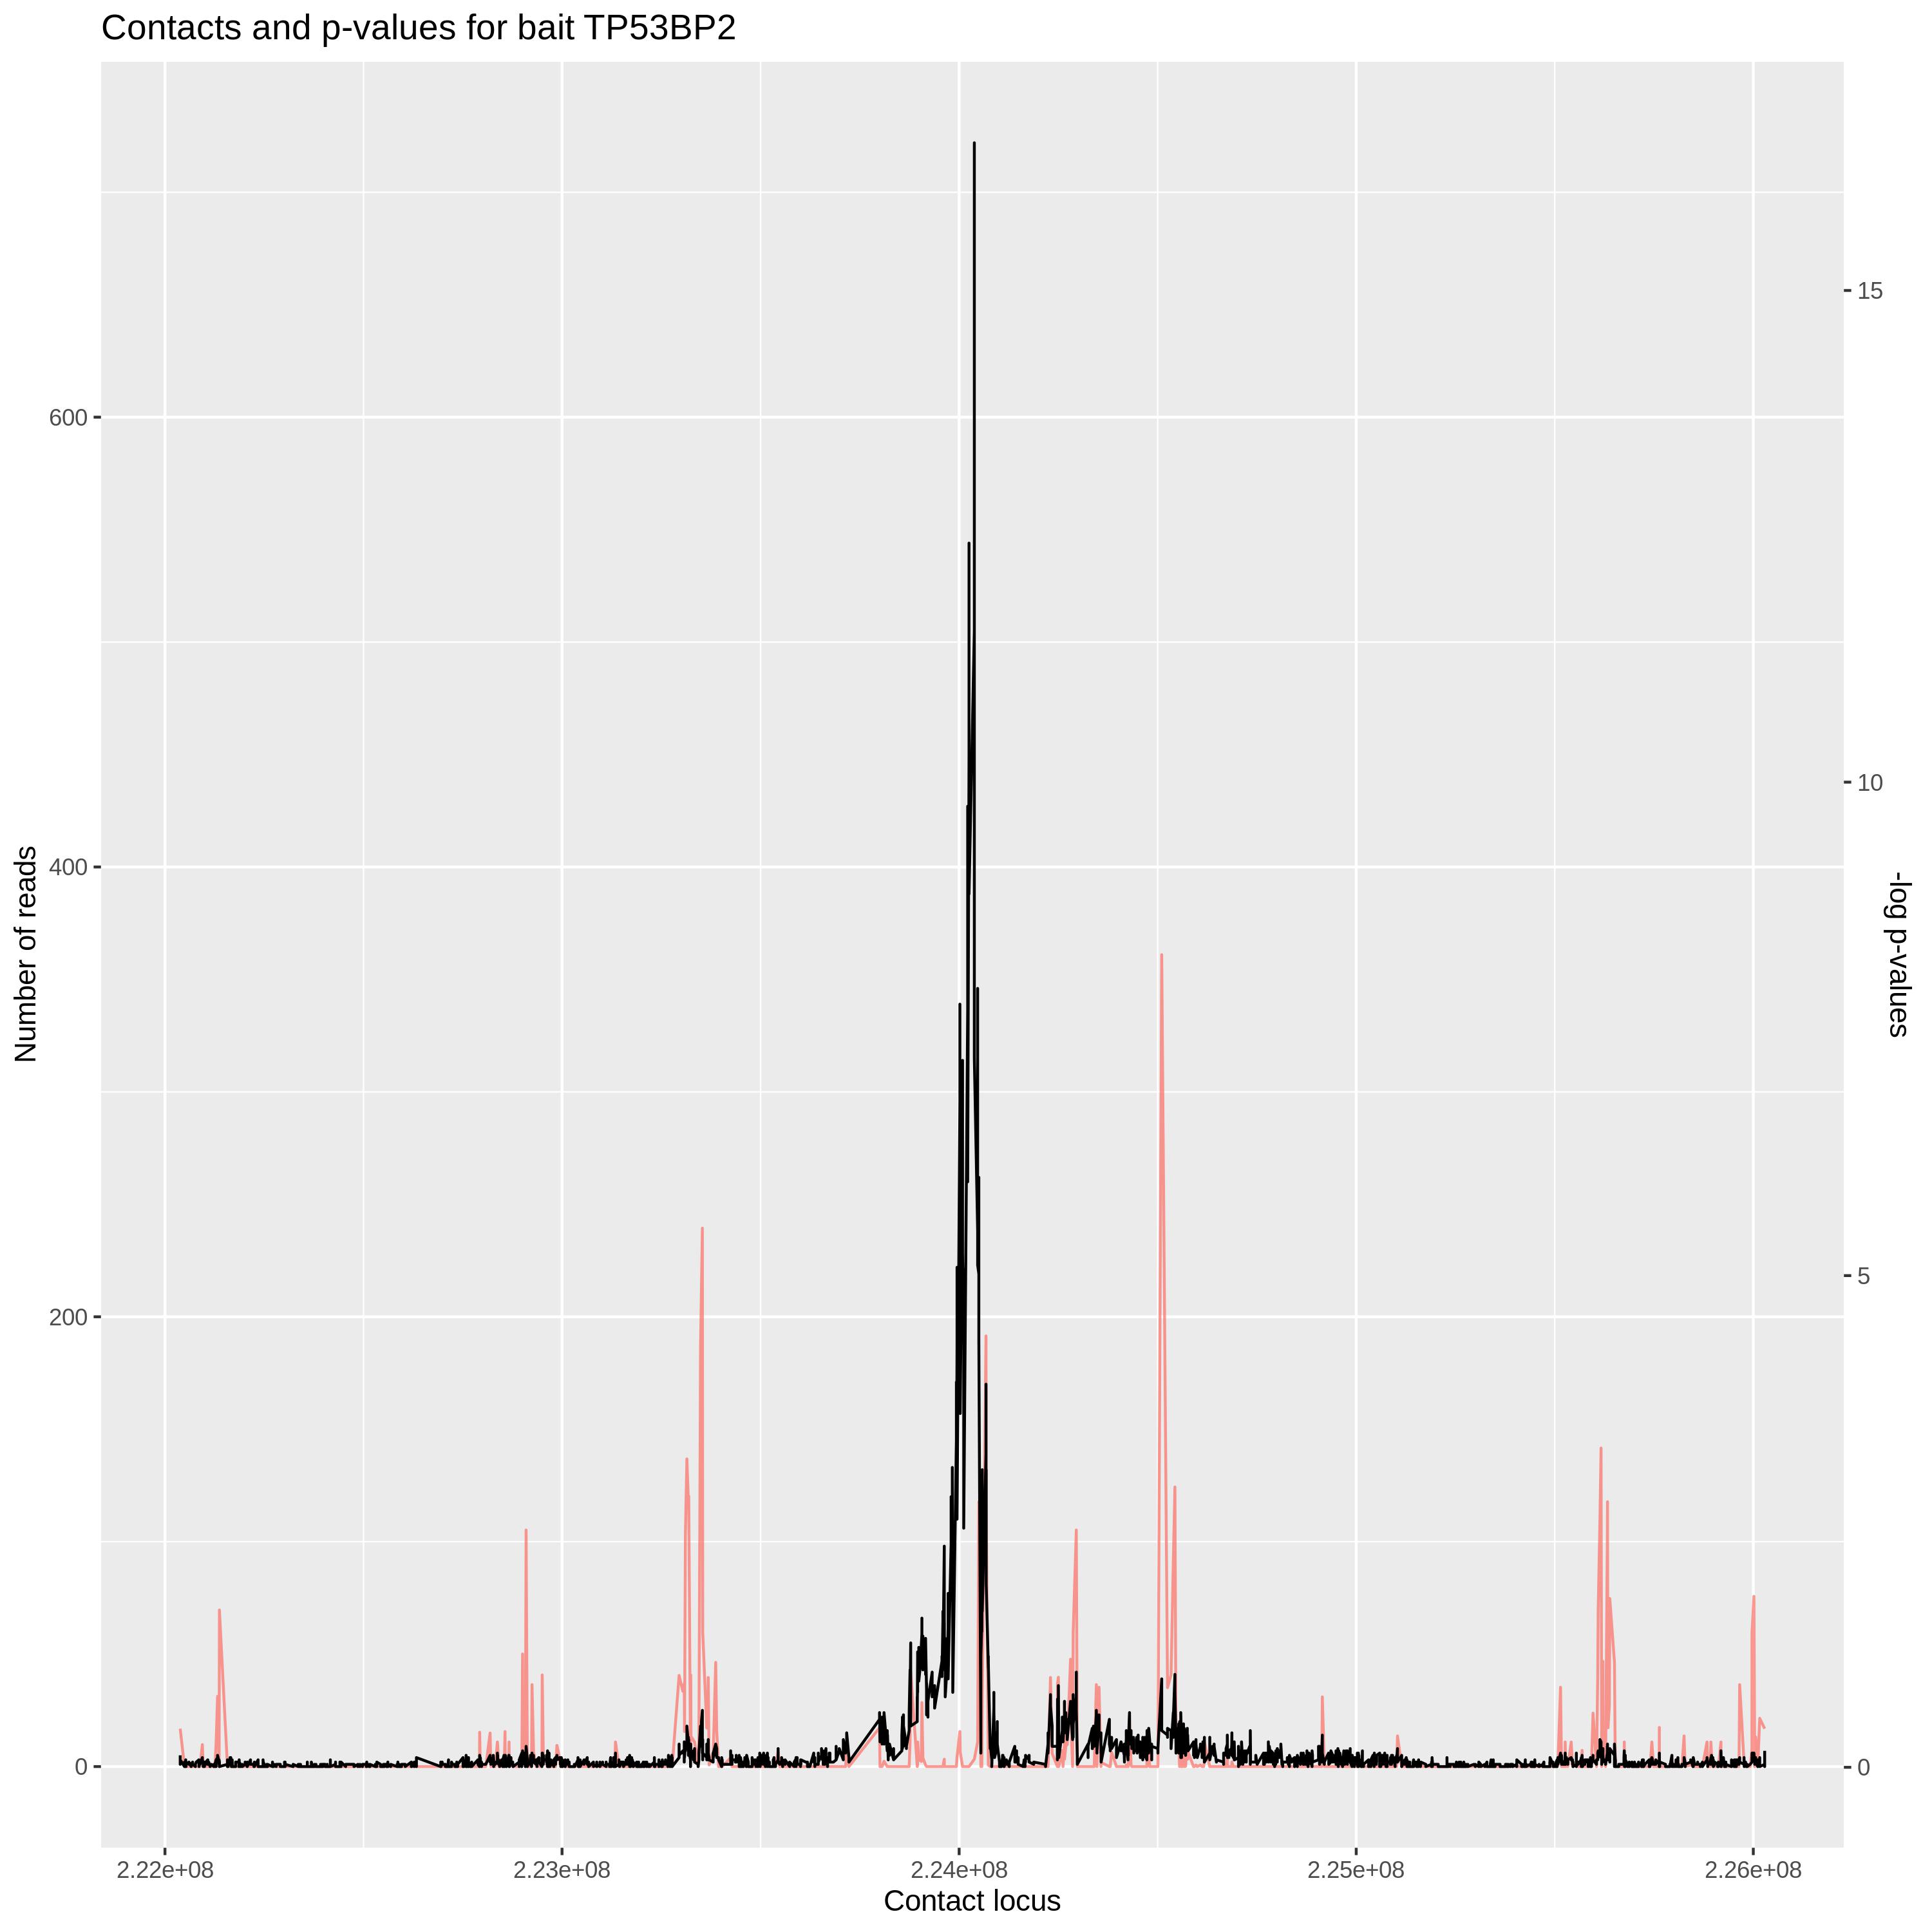 Contacts and p-values for bait TP53BP2
Number of reads
600
400
200
0
15
10
5
0
-log p-values
2.22e+08
2.23e+08
2.24e+08
2.25e+08
2.26e+08
Contact locus